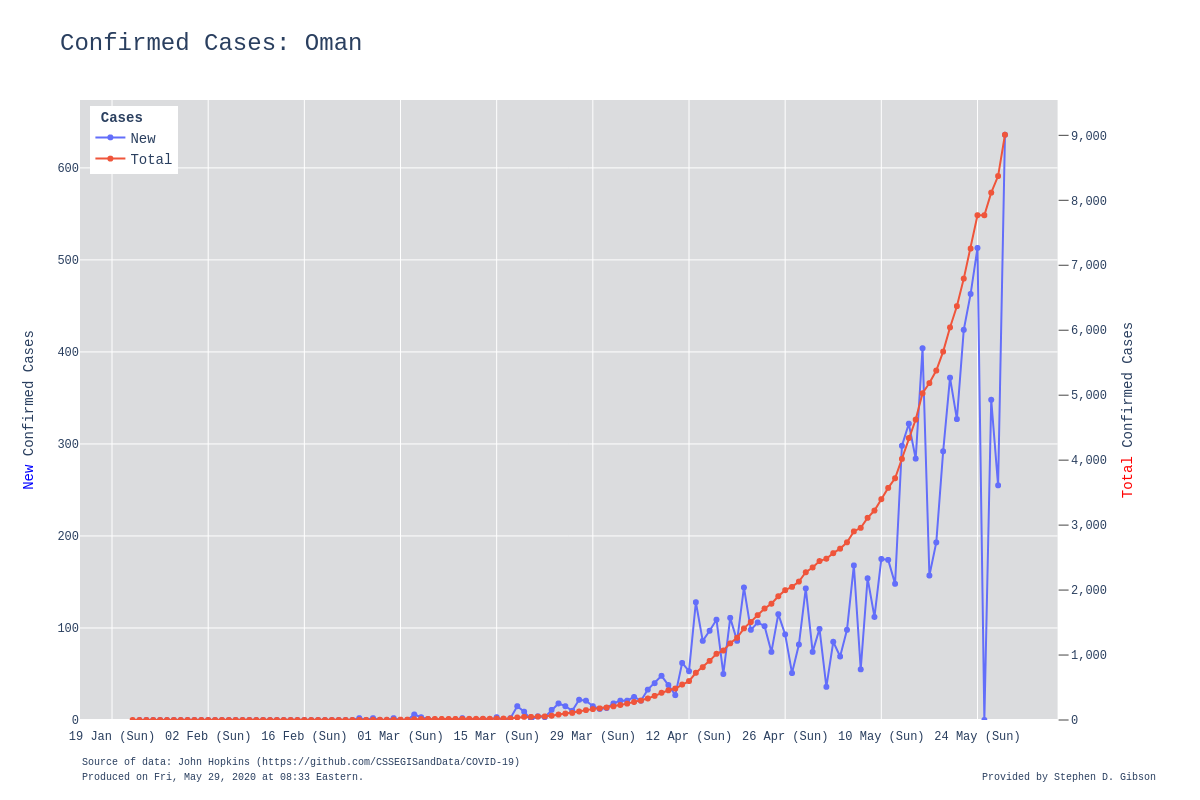 Confirmed Cases: Oman
Cases
New
Total
600
500
400
300
200
100
0
9,000
8,000
7,000
6,000
5,000
4,000
3,000
2,000
1,000
0
New Confirmed Cases
Total Confirmed Cases
19 Jan (Sun) 02 Feb (Sun) 16 Feb (Sun) 01 Mar (Sun) 15 Mar (Sun) 29 Mar (Sun) 12 Apr (Sun) 26 Apr (Sun) 10 May (Sun) 24 May (Sun)
Source of data: John Hopkins (https://github.com/CSSEGISandData/COVID-19)
Produced on Fri, May 29, 2020 at 08:33 Eastern.
Provided by Stephen D. Gibson